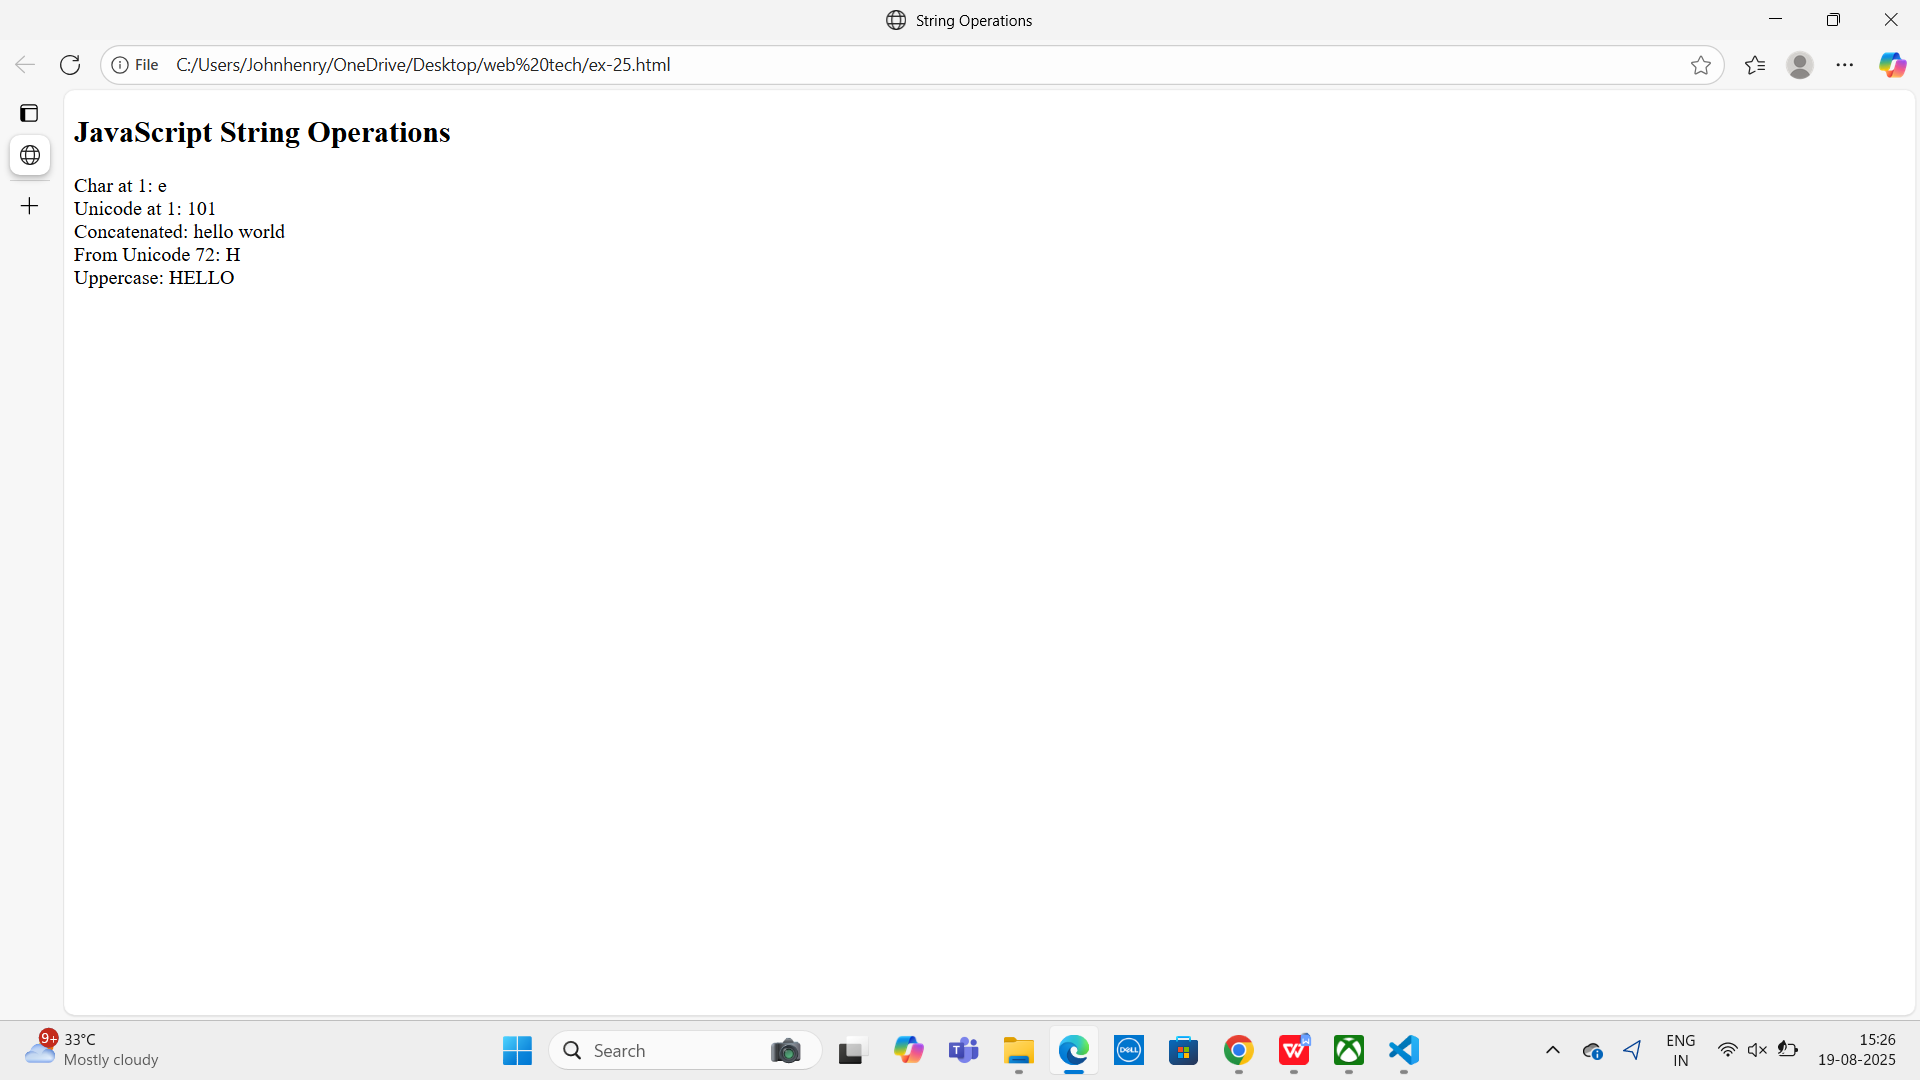 String Operations
File C:/Users/Johnhenry/OneDrive/Desktop/web%20tech/ex-25.html
JavaScript String Operations
Char at 1: e
Unicode at 1: 101
Concatenated: hello world
From Unicode 72: H
Uppercase: HELLO
9+ 33°C
Mostly cloudy
Search
T
DELL
W
W
ENG
IN
15:26
19-08-2025